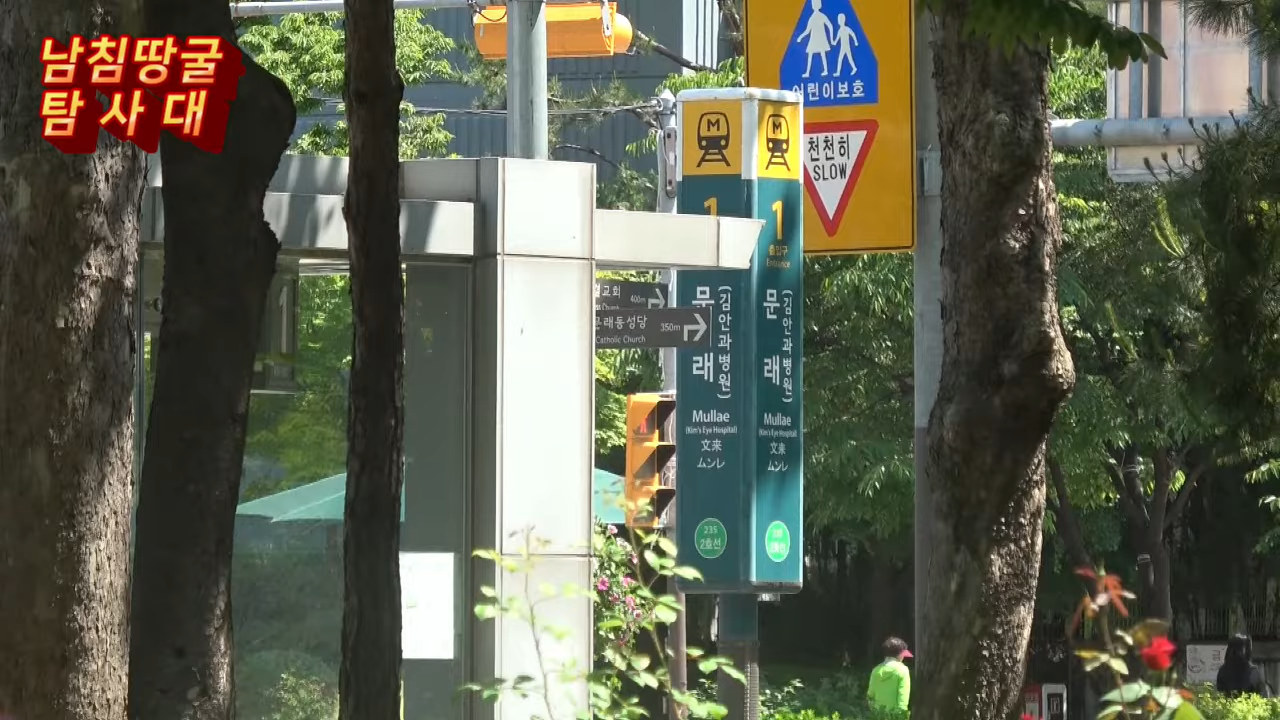 남침땅굴
탐사대
어린이보호
천천히
SLOW
M
M
1
1
출입구
Entrance
교회
400m
문래동성당
350m
Catholic Church
문래
(김안과병원)
Mullae
(Kim's Eye Hospital)
文来
ムンレ
235
2호선
문래
(김안과병원)
Mullae
(Kim's Eye Hospital)
文来
ムンレ